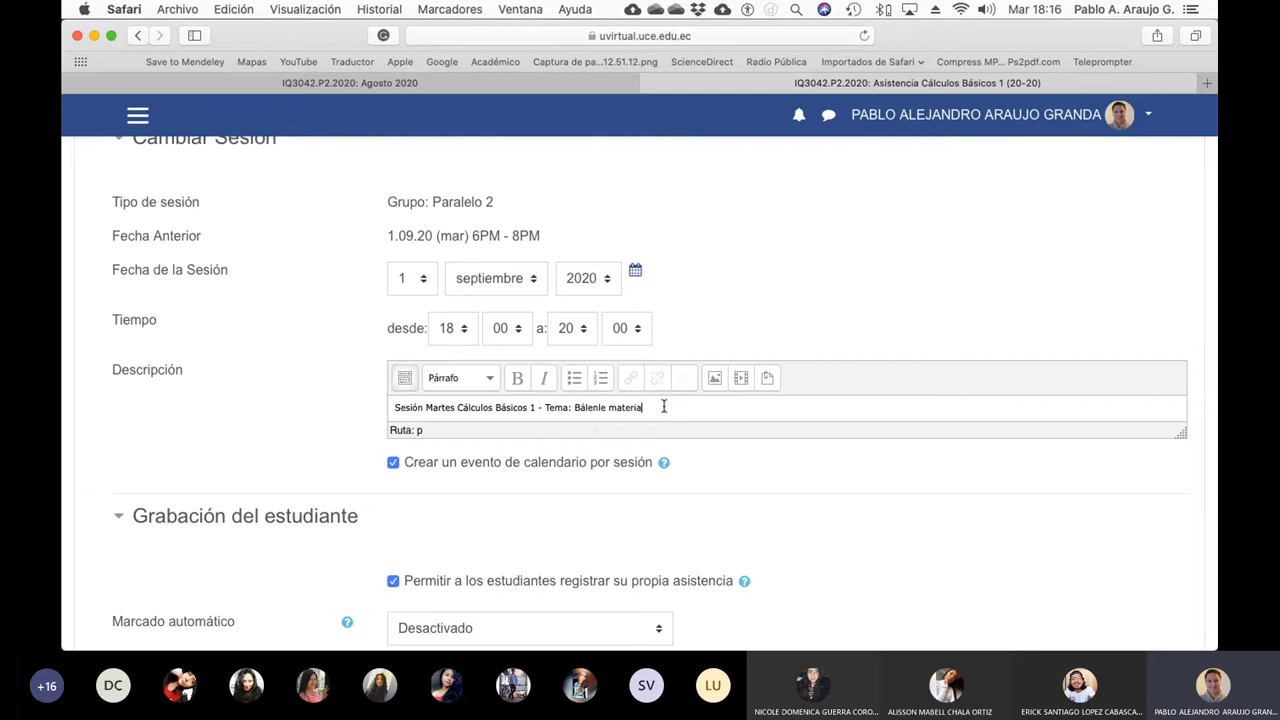 Safari Archivo Edición Visualización Historial Marcadores Ventana Ayuda Mar 18:16 Pablo A. Araujo G.
uvirtual.uce.edu.ec
Save to Mendeley Mapas YouTube Traductor Apple Google Académico Captura de pa...12.51.12.png ScienceDirect Radio Pública Importados de Safari Compress MP... Ps2pdf.com Teleprompter
IQ3042.P2.2020: Agosto 2020 IQ3042.P2.2020: Asistencia Cálculos Básicos 1 (20-20)
PABLO ALEJANDRO ARAUJO GRANDA
Cambiar Sesión
Tipo de sesión Grupo: Paralelo 2
Fecha Anterior 1.09.20 (mar) 6PM - 8PM
Fecha de la Sesión 1 septiembre 2020
Tiempo desde: 18 00 a: 20 00
Descripción Párrafo B I
Sesión Martes Cálculos Básicos 1 - Tema: Bálenle materia
Ruta: p
Crear un evento de calendario por sesión ?
Grabación del estudiante
Permitir a los estudiantes registrar su propia asistencia ?
Marcado automático ? Desactivado
+16 DC SV LU
NICOLE DOMENICA GUERRA CORO... ALISSON MABELL CHALA ORTIZ ERICK SANTIAGO LOPEZ CABASCA... PABLO ALEJANDRO ARAUJO GRAN...